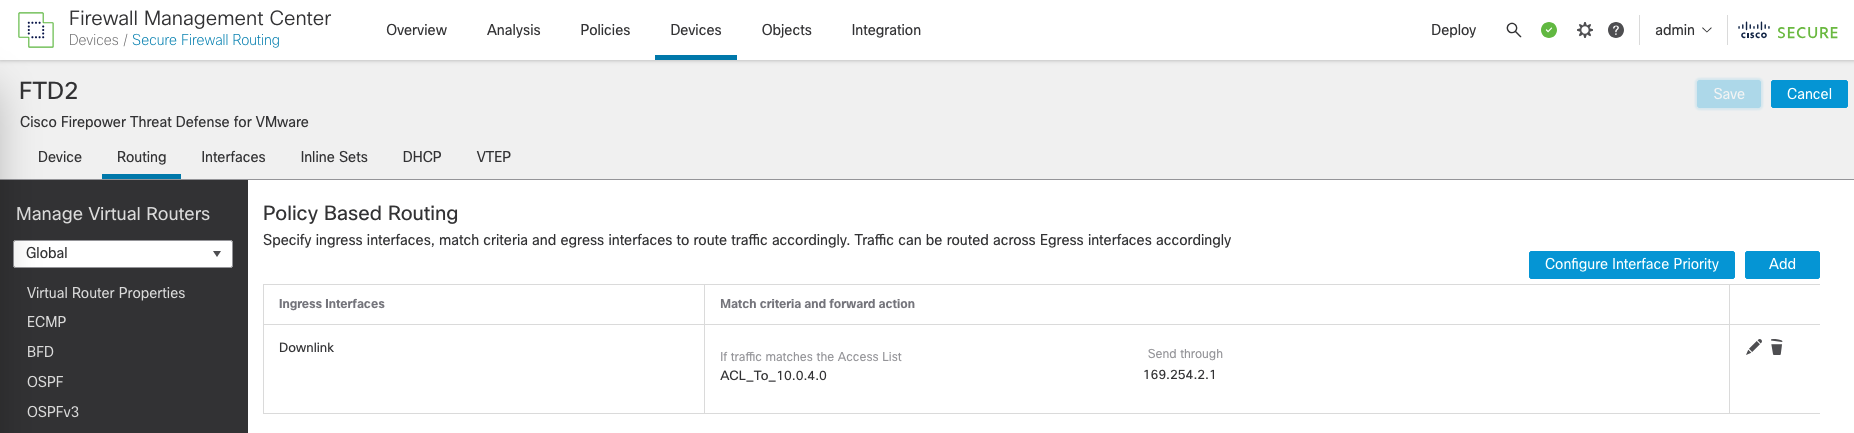 Firewall Management Center
Devices / Secure Firewall Routing
Overview Analysis Policies Devices Objects Integration
Deploy admin cisco SECURE
FTD2
Save Cancel
Cisco Firepower Threat Defense for VMware
Device Routing Interfaces Inline Sets DHCP VTEP
Manage Virtual Routers
Global
Virtual Router Properties
ECMP
BFD
OSPF
OSPFv3
Policy Based Routing
Specify ingress interfaces, match criteria and egress interfaces to route traffic accordingly. Traffic can be routed across Egress interfaces accordingly
Configure Interface Priority Add
Ingress Interfaces Match criteria and forward action
Downlink
If traffic matches the Access List Send through
ACL_To_10.0.4.0 169.254.2.1